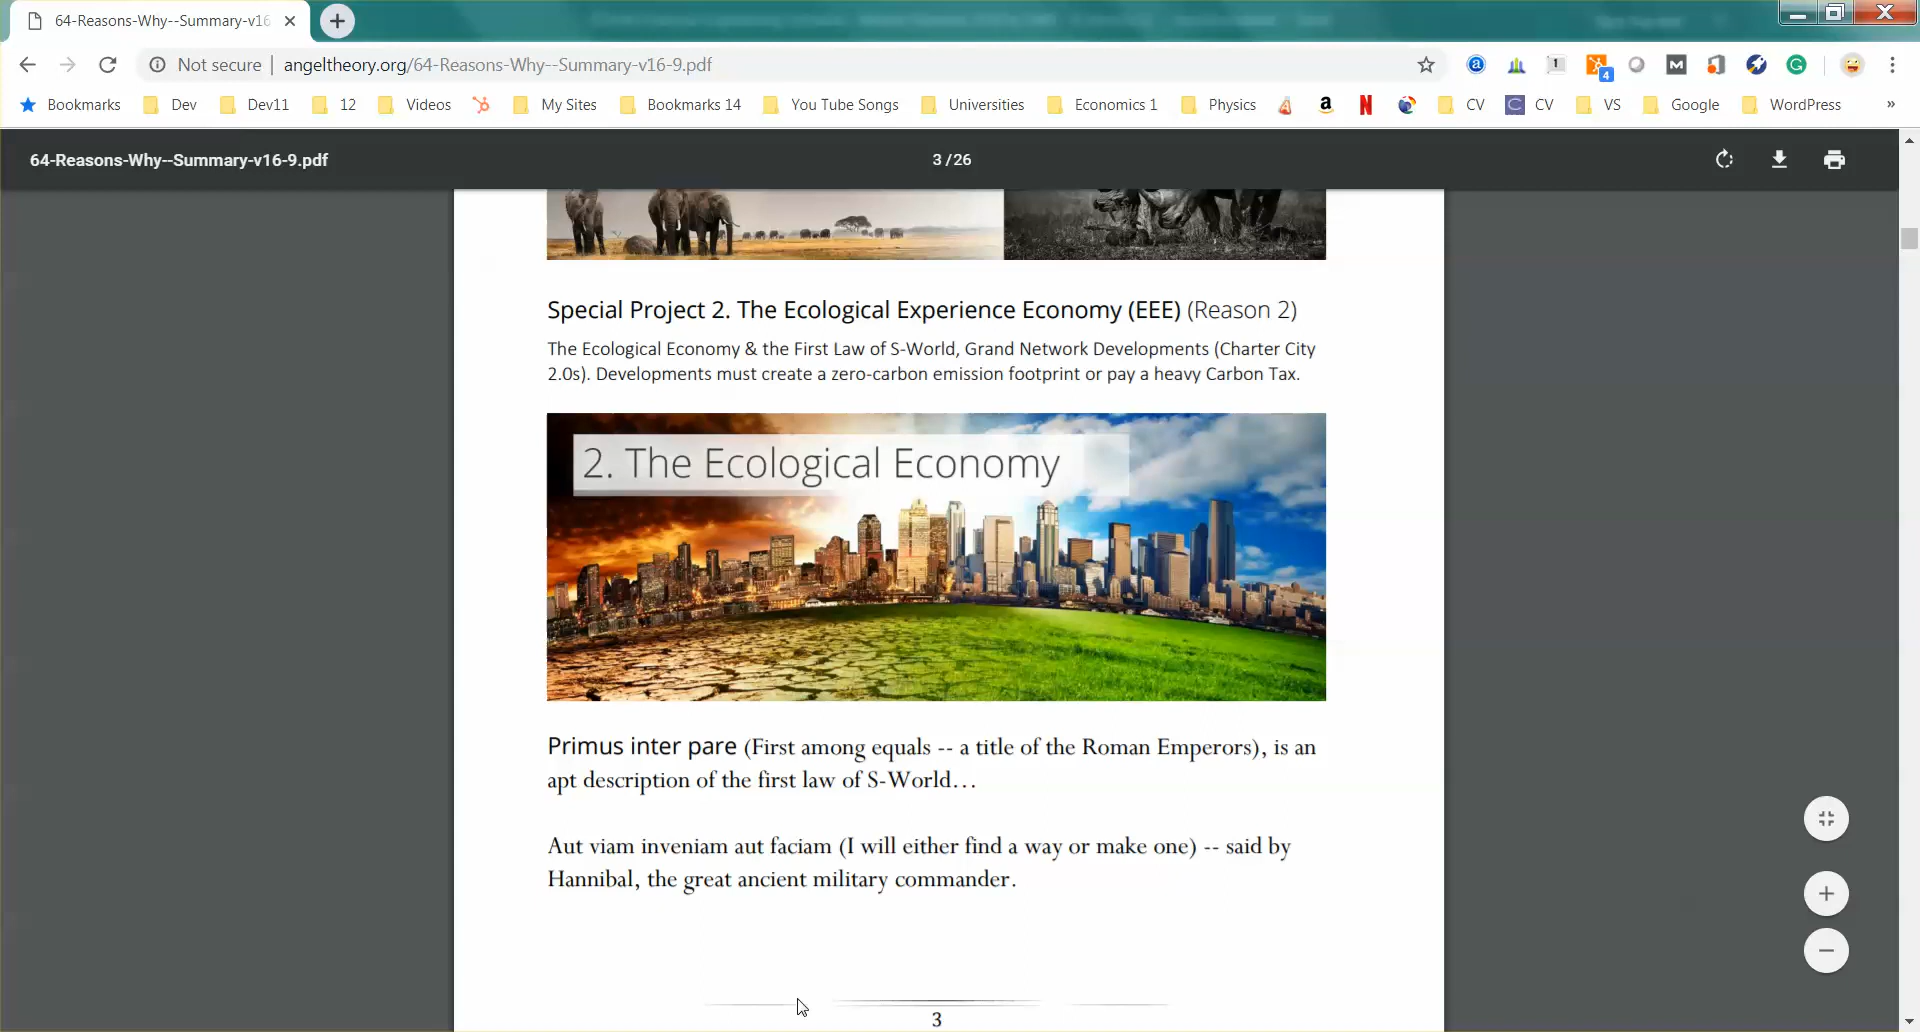 64-Reasons-Why--Summary-v16
Not secure
angeltheory.org/64-Reasons-Why--Summary-v16-9.pdf
1
4
M
a
G
Bookmarks
Dev
Dev11
12
Videos
My Sites
Bookmarks 14
You Tube Songs
Universities
Economics 1
Physics
a
N
CV
C
CV
VS
Google
WordPress
»
64-Reasons-Why--Summary-v16-9.pdf
3 / 26
Special Project 2. The Ecological Experience Economy (EEE) (Reason 2)
The Ecological Economy & the First Law of S-World, Grand Network Developments (Charter City
2.0s). Developments must create a zero-carbon emission footprint or pay a heavy Carbon Tax.
2. The Ecological Economy
Primus inter pare (First among equals -- a title of the Roman Emperors), is an
apt description of the first law of S-World…
Aut viam inveniam aut faciam (I will either find a way or make one) -- said by
Hannibal, the great ancient military commander.
3